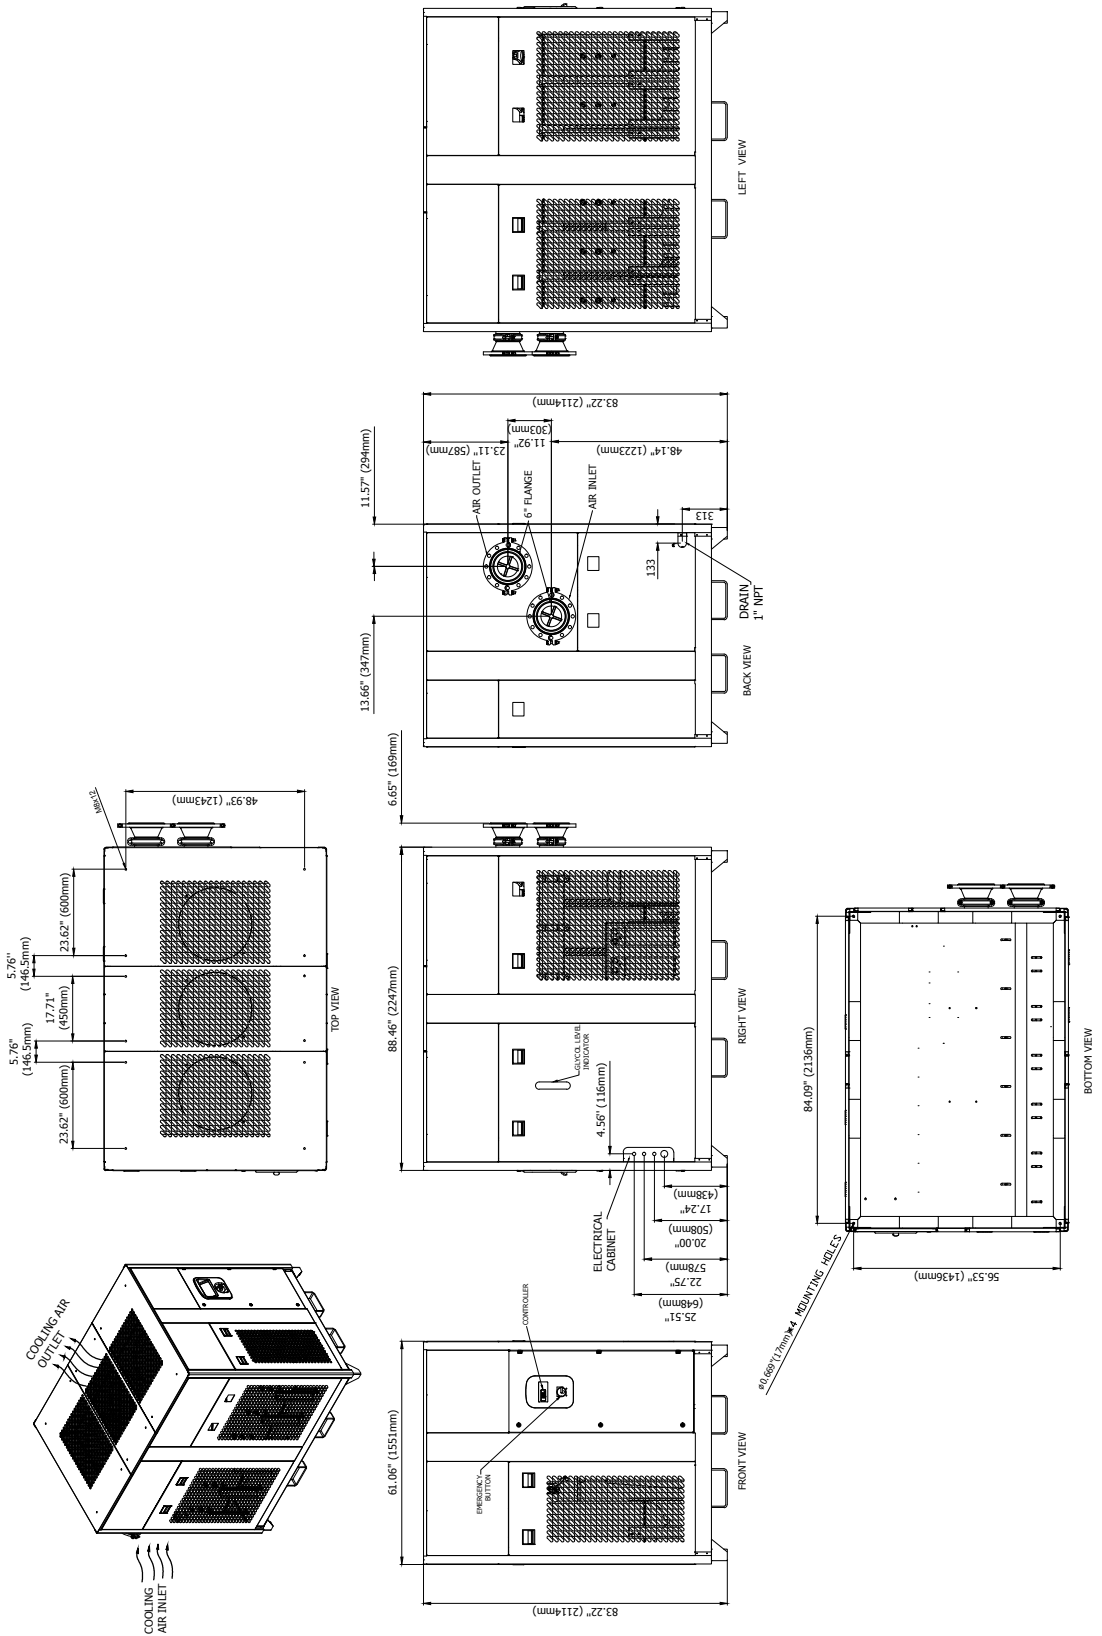 COOLING AIR
OUTLET
COOLING
AIR INLET
23.62" (600mm)
5.76"
(146.5mm)
17.71"
(450mm)
5.76"
(146.5mm)
23.62" (600mm)
M8x12
48.93" (1243mm)
TOP VIEW
61.06" (1551mm)
83.22" (2114mm)
EMERGENCY
BUTTON
CONTROLLER
FRONT VIEW
88.46" (2247mm)
6.65" (169mm)
GLYCOL LEVEL
INDICATOR
4.56" (116mm)
ELECTRICAL
CABINET
25.51"
(648mm)
22.75"
578mm)
20.00"
(508mm)
17.24"
(438mm)
RIGHT VIEW
13.66" (347mm)
11.57" (294mm)
AIR OUTLET
6" FLANGE
AIR INLET
23.11" (587mm)
11.92"
(303mm)
48.14" (1223mm)
83.22" (2114mm)
133
313
DRAIN
1" NPT
BACK VIEW
LEFT VIEW
84.09" (2136mm)
56.53" (1436mm)
ø0.669"(17mm)x4 MOUNTING HOLES
BOTTOM VIEW